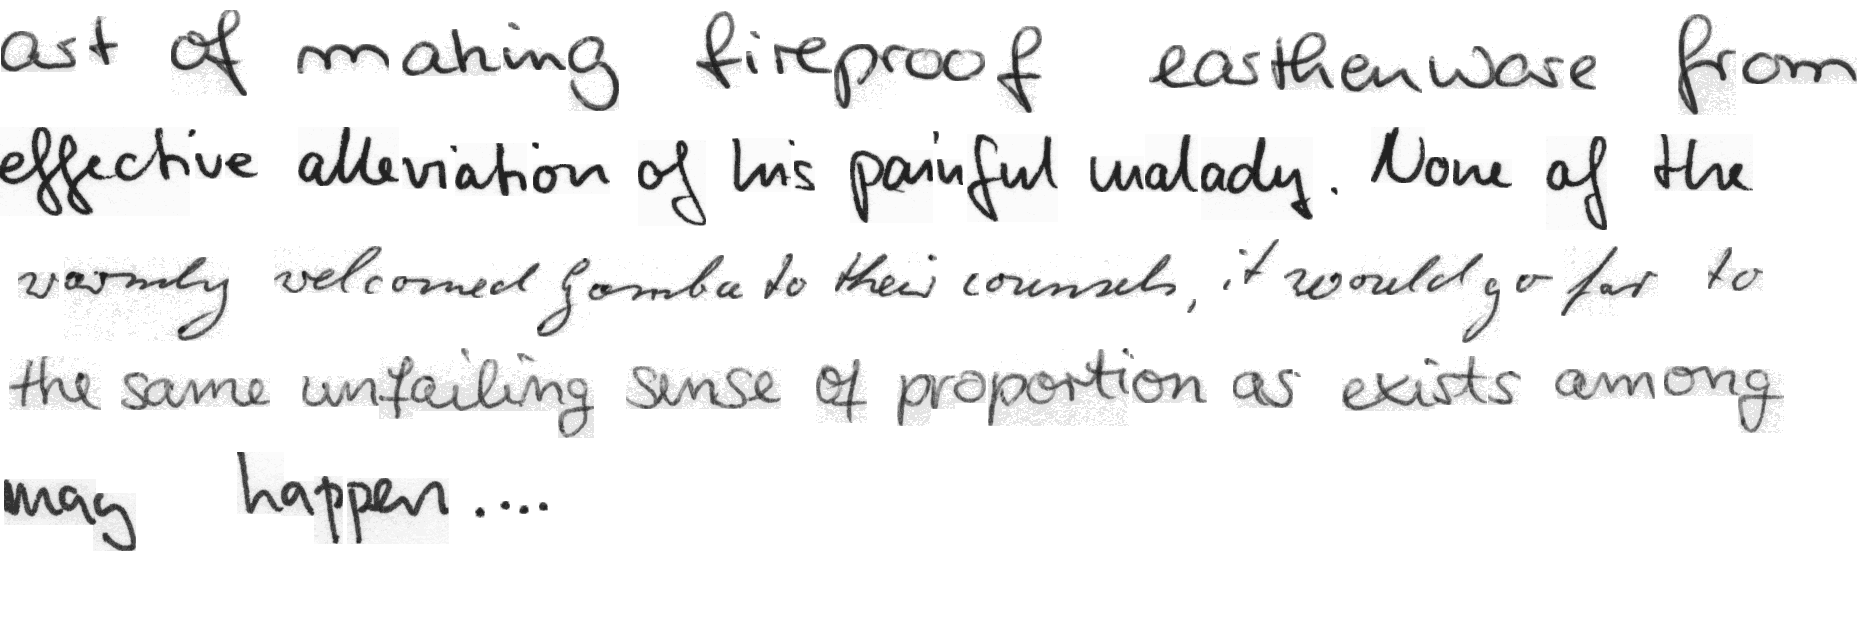 art of making fireproof earthenware from
effective alleviation of his painful malady. None of the
warmly welcomed Gamba to their counsels, it would go far to
the same unfailing sense of proportion as exists among
may happen....